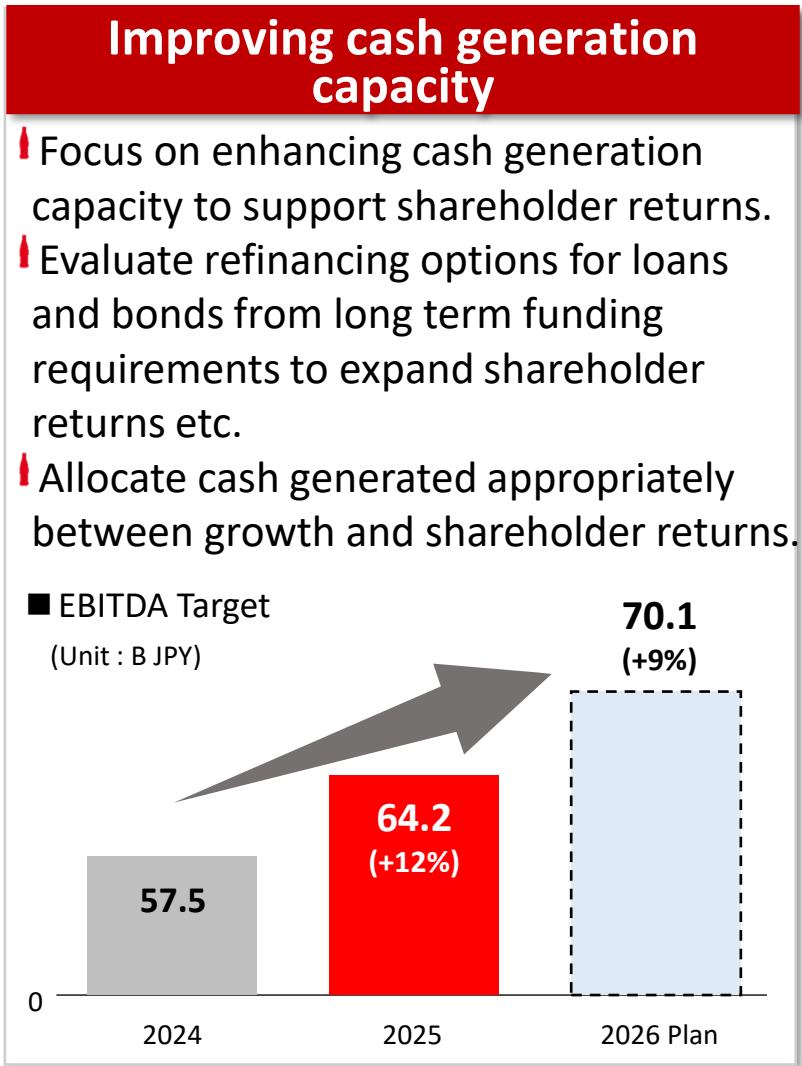 Improving cash generation
capacity
Focus on enhancing cash generation
capacity to support shareholder returns.
Evaluate refinancing options for loans
and bonds from long term funding
requirements to expand shareholder
returns etc.
Allocate cash generated appropriately
between growth and shareholder returns.
■ EBITDA Target
(Unit : B JPY)
70.1
(+9%)
64.2
(+12%)
57.5
0
2024 2025 2026 Plan